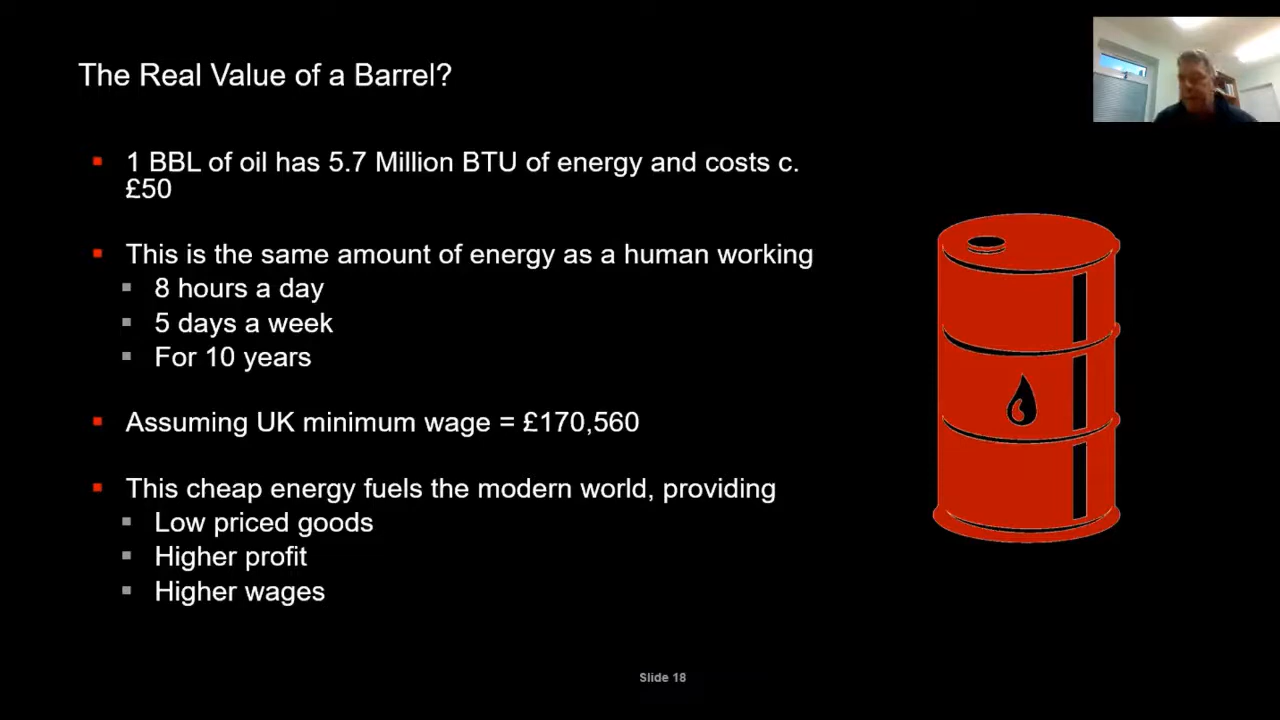 The Real Value of a Barrel?
1 BBL of oil has 5.7 Million BTU of energy and costs c.
£50
This is the same amount of energy as a human working
8 hours a day
5 days a week
For 10 years
Assuming UK minimum wage = £170,560
This cheap energy fuels the modern world, providing
Low priced goods
Higher profit
Higher wages
Slide 18